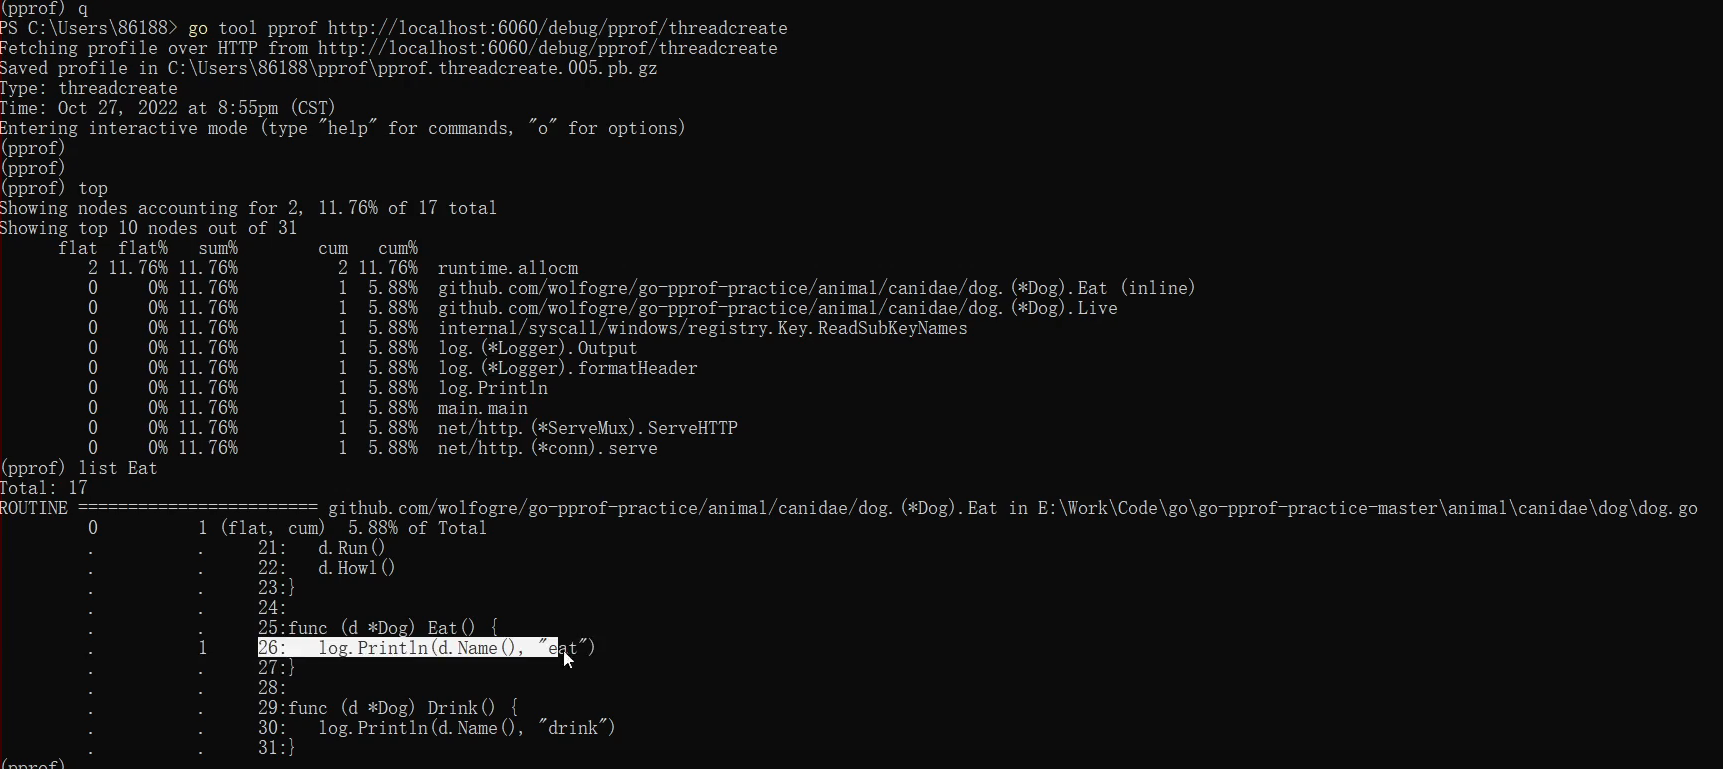 (pprof) q
PS C:\Users\86188> go tool pprof http://localhost:6060/debug/pprof/threadcreate
Fetching profile over HTTP from http://localhost:6060/debug/pprof/threadcreate
Saved profile in C:\Users\86188\pprof\pprof.threadcreate.005.pb.gz
Type: threadcreate
Time: Oct 27, 2022 at 8:55pm (CST)
Entering interactive mode (type "help" for commands, "o" for options)
(pprof)
(pprof)
(pprof) top
Showing nodes accounting for 2, 11.76% of 17 total
Showing top 10 nodes out of 31
      flat  flat%   sum%        cum   cum%
         2 11.76% 11.76%          2 11.76%  runtime.allocm
         0     0% 11.76%          1  5.88%  github.com/wolfogre/go-pprof-practice/animal/canidae/dog.(*Dog).Eat (inline)
         0     0% 11.76%          1  5.88%  github.com/wolfogre/go-pprof-practice/animal/canidae/dog.(*Dog).Live
         0     0% 11.76%          1  5.88%  internal/syscall/windows/registry.Key.ReadSubKeyNames
         0     0% 11.76%          1  5.88%  log.(*Logger).Output
         0     0% 11.76%          1  5.88%  log.(*Logger).formatHeader
         0     0% 11.76%          1  5.88%  log.Println
         0     0% 11.76%          1  5.88%  main.main
         0     0% 11.76%          1  5.88%  net/http.(*ServeMux).ServeHTTP
         0     0% 11.76%          1  5.88%  net/http.(*conn).serve
(pprof) list Eat
Total: 17
ROUTINE ======================== github.com/wolfogre/go-pprof-practice/animal/canidae/dog.(*Dog).Eat in E:\Work\Code\go\go-pprof-practice-master\animal\canidae\dog\dog.go
         0          1 (flat, cum)  5.88% of Total
         .          .     21:   d.Run()
         .          .     22:   d.Howl()
         .          .     23:}
         .          .     24:
         .          .     25:func (d *Dog) Eat() {
         .          1     26:   log.Println(d.Name(), "eat")
         .          .     27:}
         .          .     28:
         .          .     29:func (d *Dog) Drink() {
         .          .     30:   log.Println(d.Name(), "drink")
         .          .     31:}
(pprof)